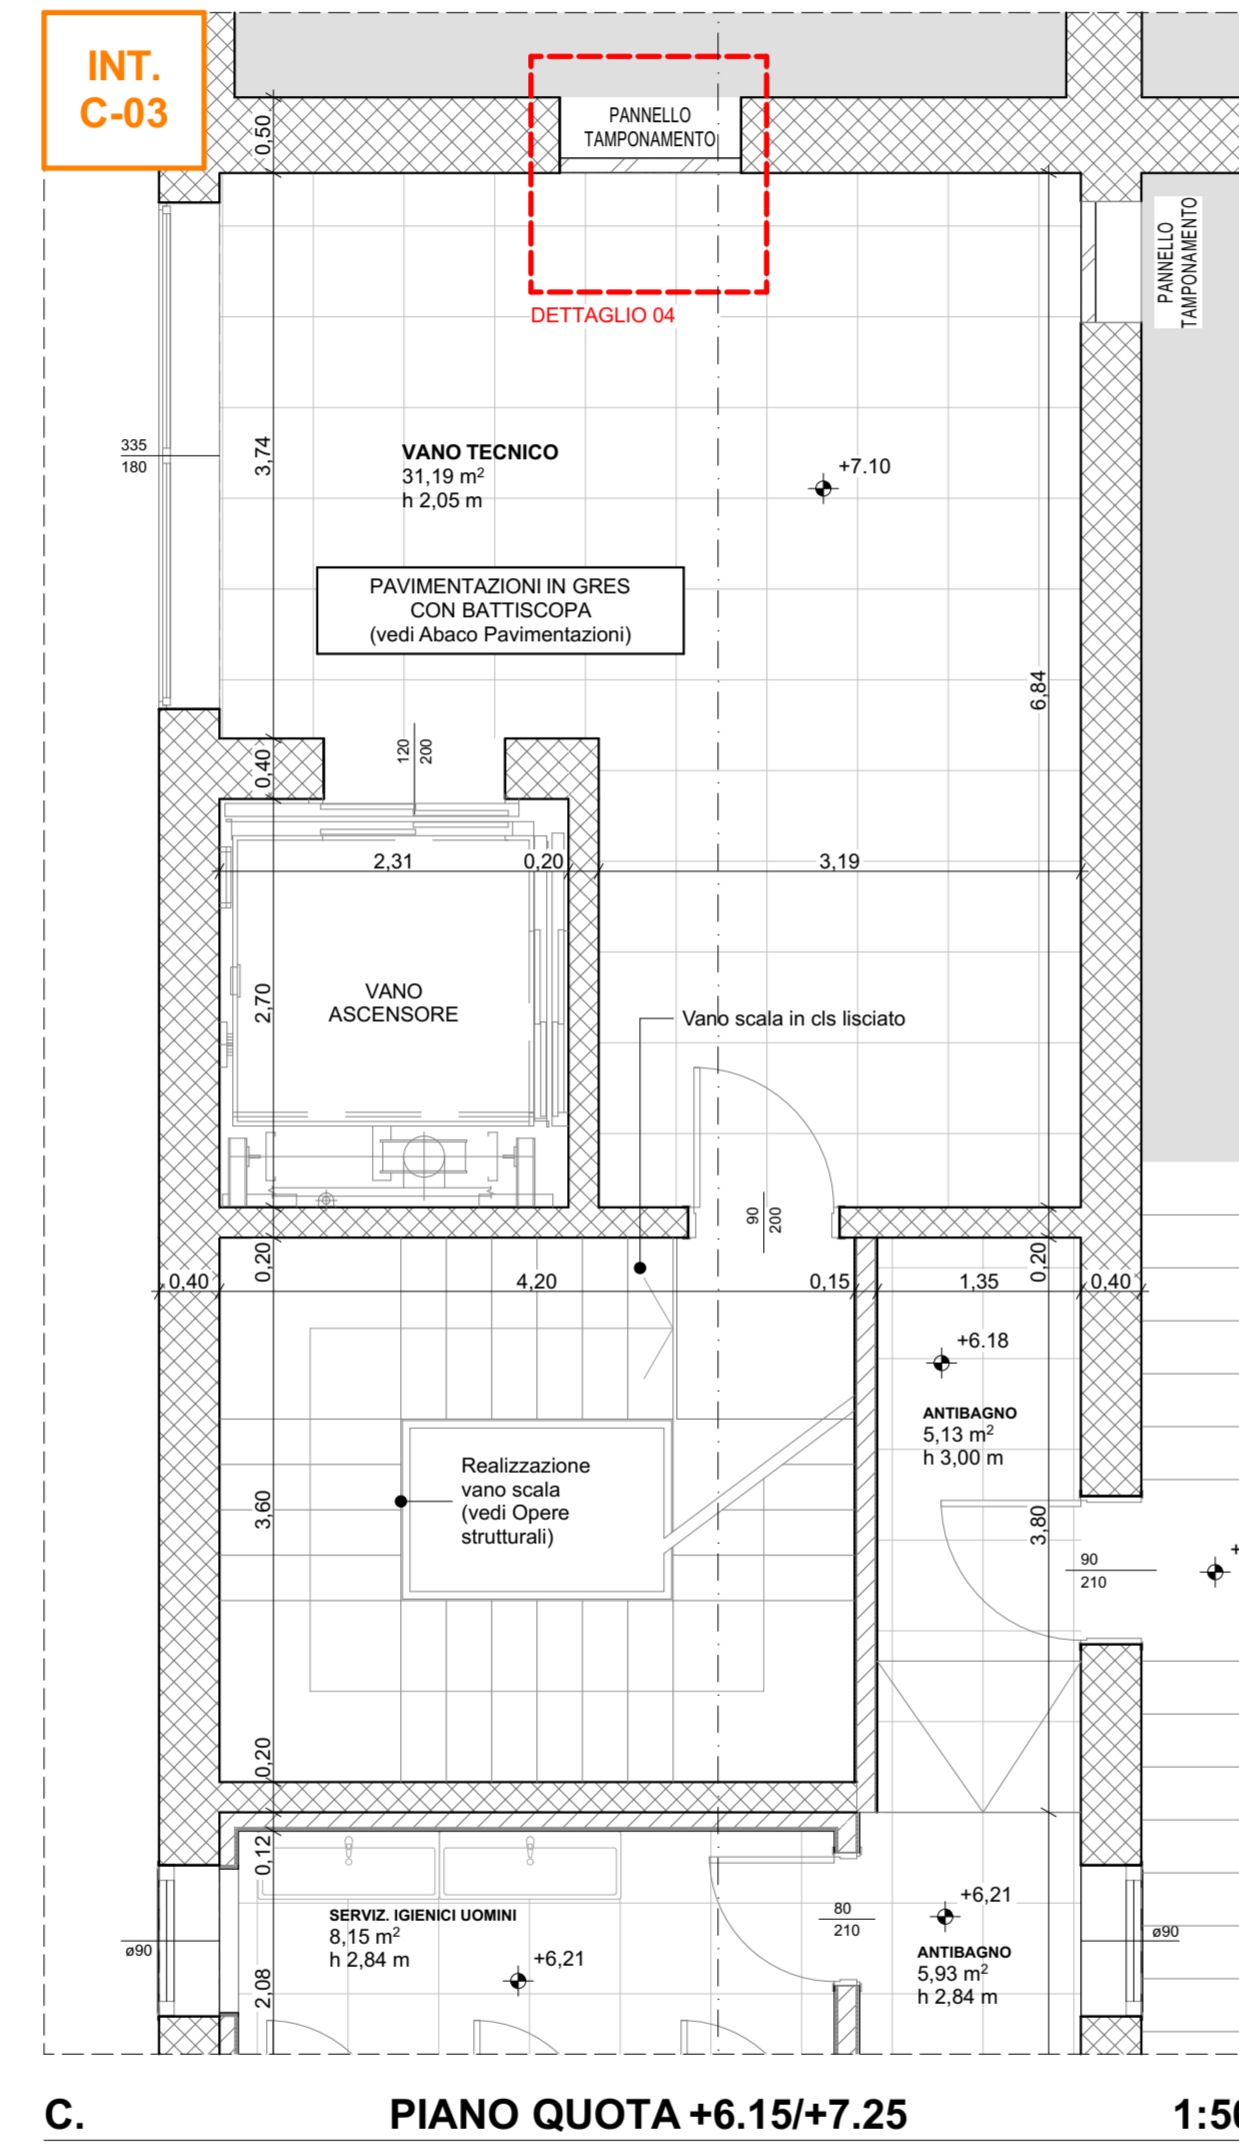 INT.
C-03
PANNELLO
TAMPONAMENTO
0,50
PANNELLO
TAMPONAMENTO
DETTAGLIO 04
335
180
3,74
VANO TECNICO
31,19 m²
h 2,05 m
+7.10
PAVIMENTAZIONI IN GRES
CON BATTISCOPA
(vedi Abaco Pavimentazioni)
6,84
0,40
120
200
2,31
0,20
3,19
2,70
VANO
ASCENSORE
Vano scala in cls lisciato
90
200
0,20
0,20
0,40
4,20
0,15
1,35
0,40
+6.18
ANTIBAGNO
5,13 m²
h 3,00 m
Realizzazione
vano scala
(vedi Opere
strutturali)
3,60
3,80
90
210
+
0,20
0,12
SERVIZ. IGIENICI UOMINI
8,15 m²
h 2,84 m
+6,21
80
210
+6,21
ANTIBAGNO
5,93 m²
h 2,84 m
ø90
ø90
2,08
C.
PIANO QUOTA +6.15/+7.25